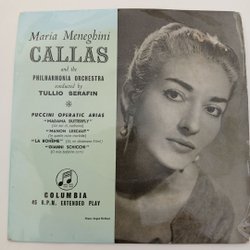 Maria Meneghini
CALLAS
and the
PHILHARMONIA ORCHESTRA
conducted by
TULLIO SERAFIN
PUCCINI OPERATIC ARIAS
"MADAMA BUTTERFLY"
"MANON LESCAUT"
"LA BOHÈME"
"GIANNI SCHICCHI"
COLUMBIA
45 R.P.M. EXTENDED PLAY